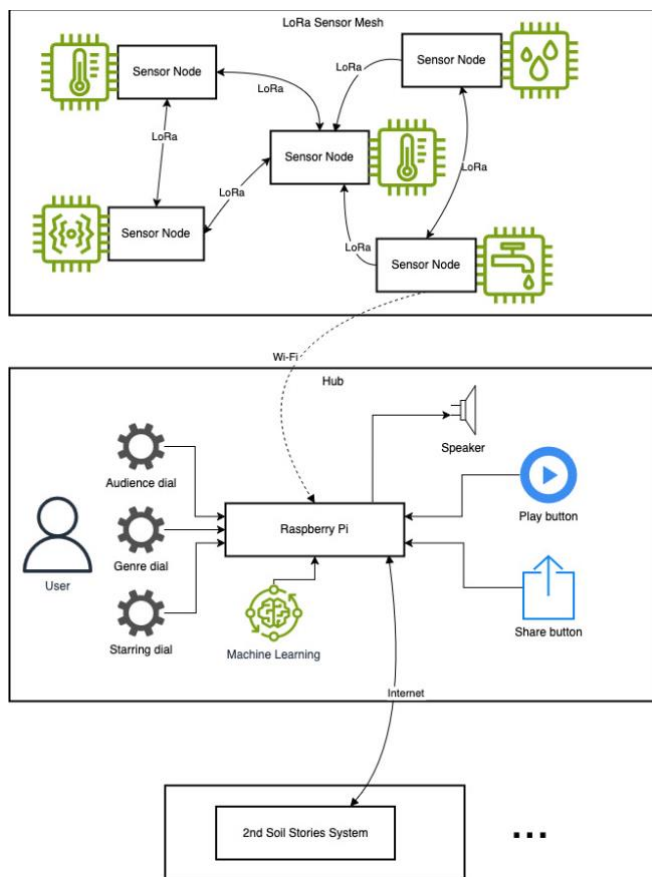 LoRa Sensor Mesh
Sensor Node
Sensor Node
LoRa
LoRa
LoRa
Sensor Node
LoRa
LoRa
Sensor Node
LoRa
Sensor Node
Wi-Fi
Hub
Speaker
Audience dial
Raspberry Pi
Play button
User
Genre dial
Starring dial
Machine Learning
Share button
Internet
2nd Soil Stories System
...